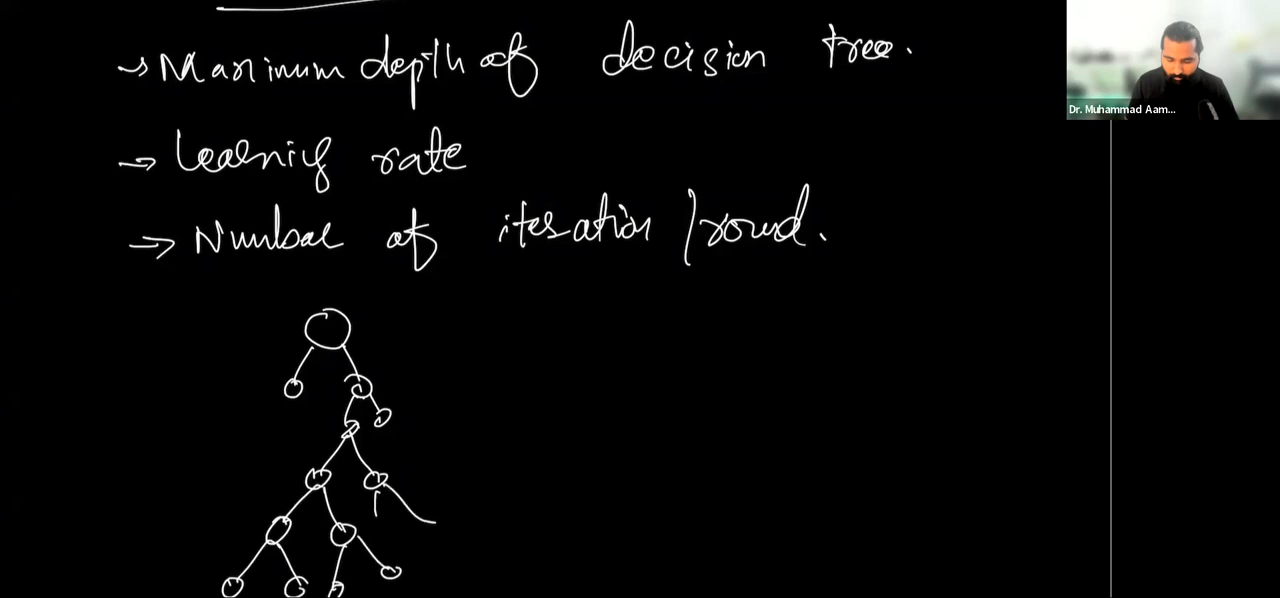 → Maximum depth of decision tree.
→ Learning rate
→ Number of iteration / round.
Dr. Muhammad Aam...